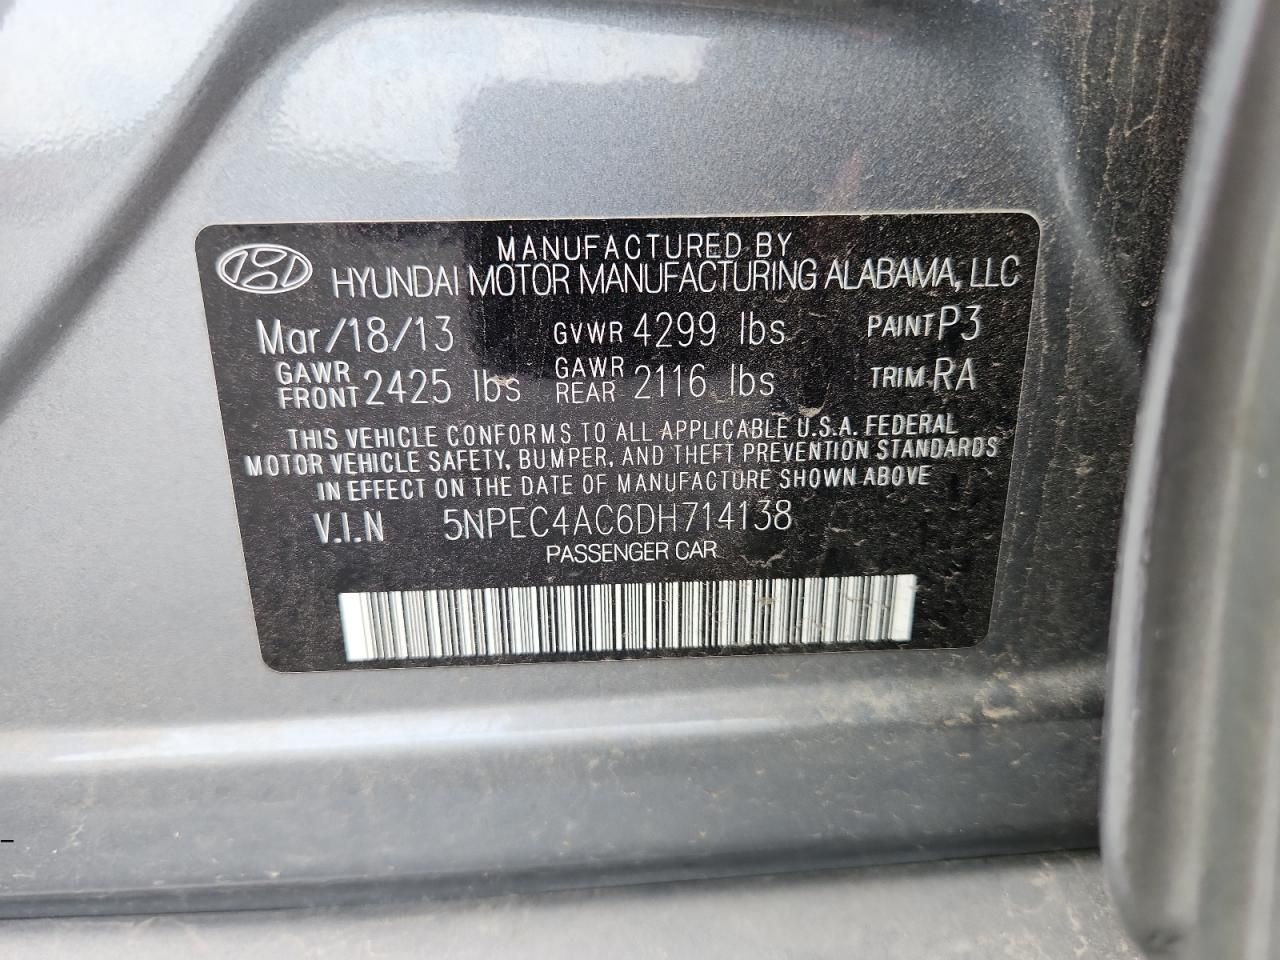 MANUFACTURED BY
HYUNDAI MOTOR MANUFACTURING ALABAMA, LLC
Mar/18/13 GVWR 4299 lbs PAINT P3
GAWR FRONT 2425 lbs GAWR REAR 2116 lbs TRIM RA
THIS VEHICLE CONFORMS TO ALL APPLICABLE U.S.A. FEDERAL
MOTOR VEHICLE SAFETY, BUMPER, AND THEFT PREVENTION STANDARDS
IN EFFECT ON THE DATE OF MANUFACTURE SHOWN ABOVE
V.I.N 5NPEC4AC6DH714138
PASSENGER CAR